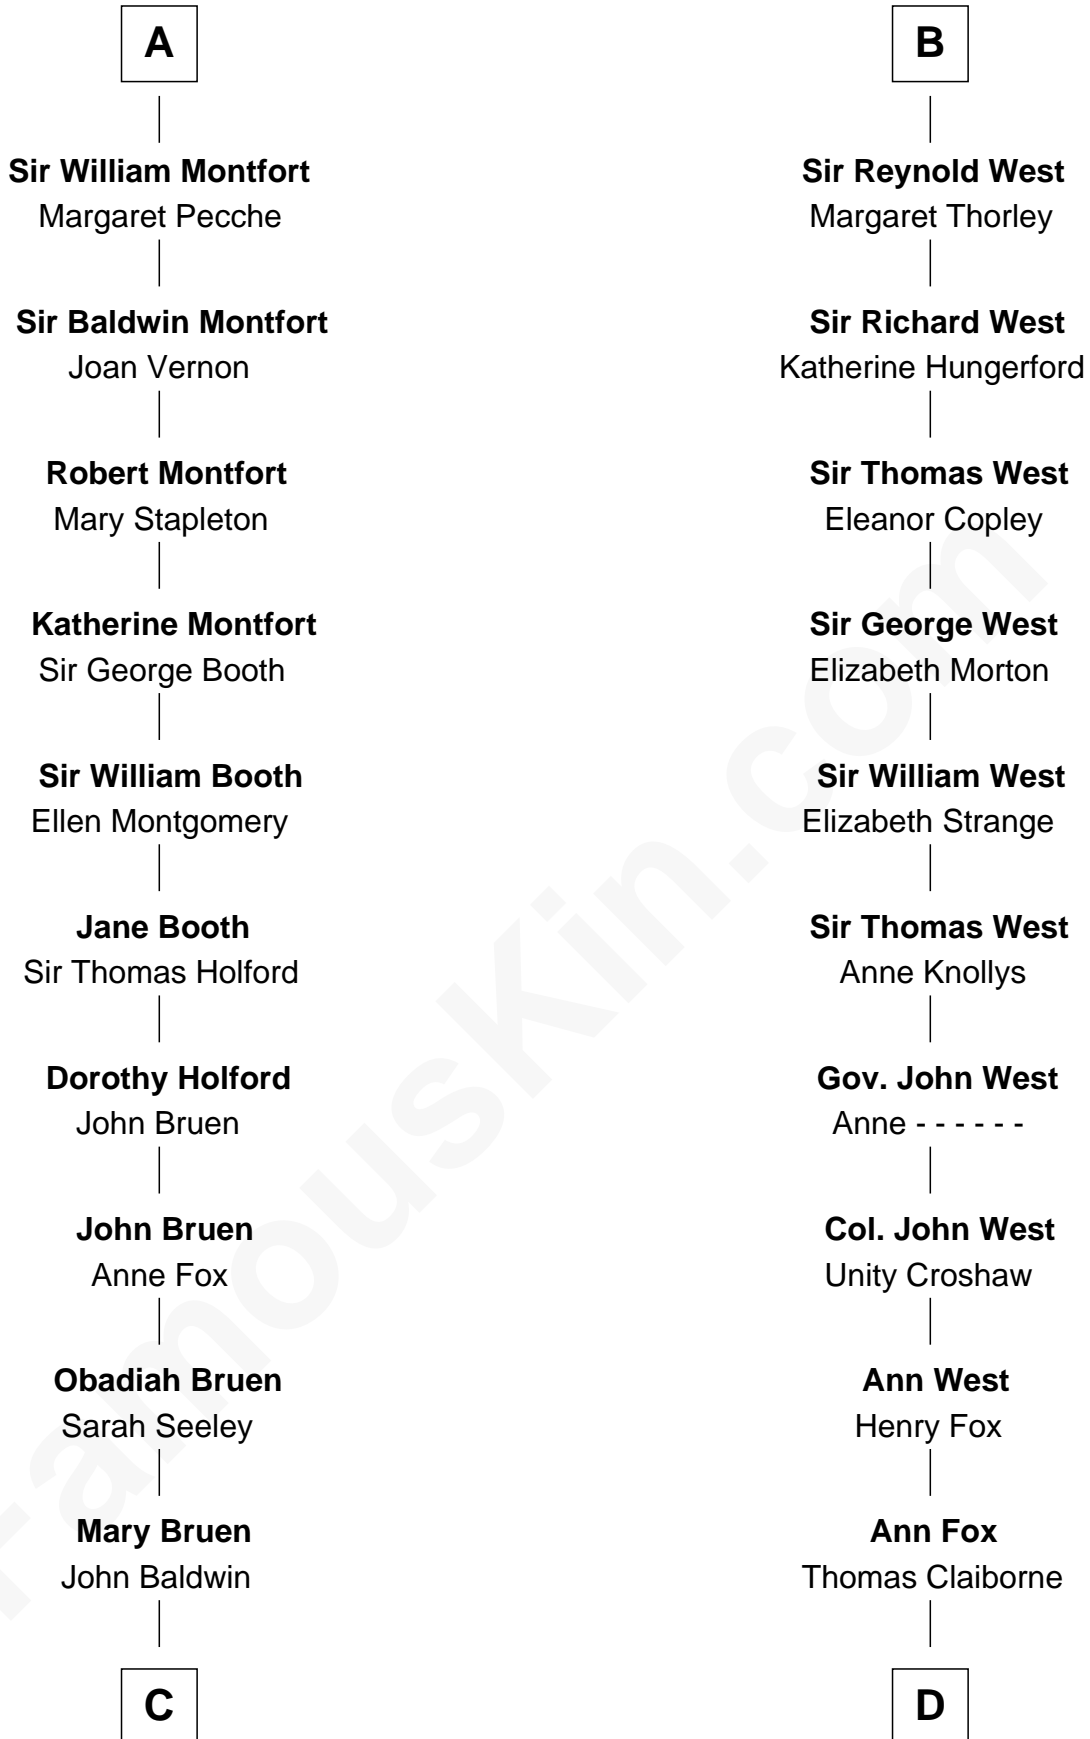 A
Sir William Montfort
Margaret Pecche
Sir Baldwin Montfort
Joan Vernon
Robert Montfort
Mary Stapleton
Katherine Montfort
Sir George Booth
Sir William Booth
Ellen Montgomery
Jane Booth
Sir Thomas Holford
Dorothy Holford
John Bruen
John Bruen
Anne Fox
Obadiah Bruen
Sarah Seeley
Mary Bruen
John Baldwin
C
B
Sir Reynold West
Margaret Thorley
Sir Richard West
Katherine Hungerford
Sir Thomas West
Eleanor Copley
Sir George West
Elizabeth Morton
Sir William West
Elizabeth Strange
Sir Thomas West
Anne Knollys
Gov. John West
Anne - - - - - -
Col. John West
Unity Croshaw
Ann West
Henry Fox
Ann Fox
Thomas Claiborne
D
FamousKin.com